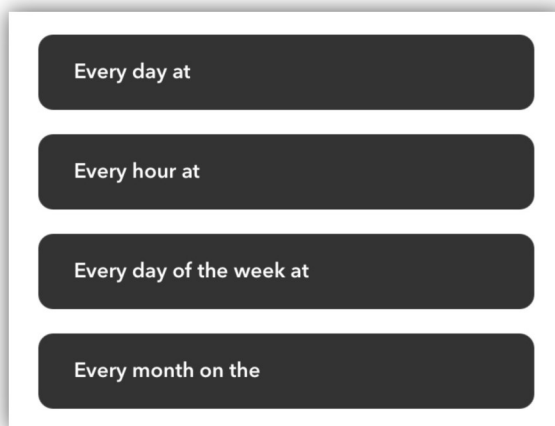 Every day at
Every hour at
Every day of the week at
Every month on the